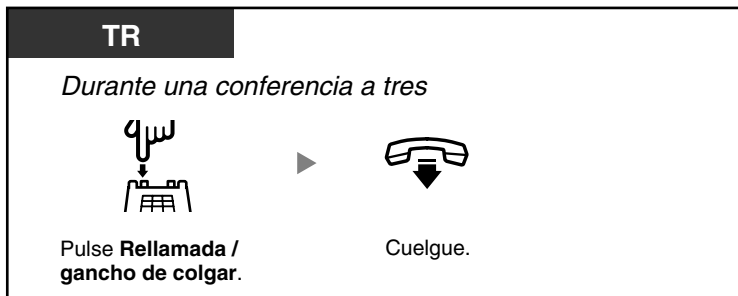 TR
Durante una conferencia a tres
Pulse Rellamada /
gancho de colgar.
Cuelgue.